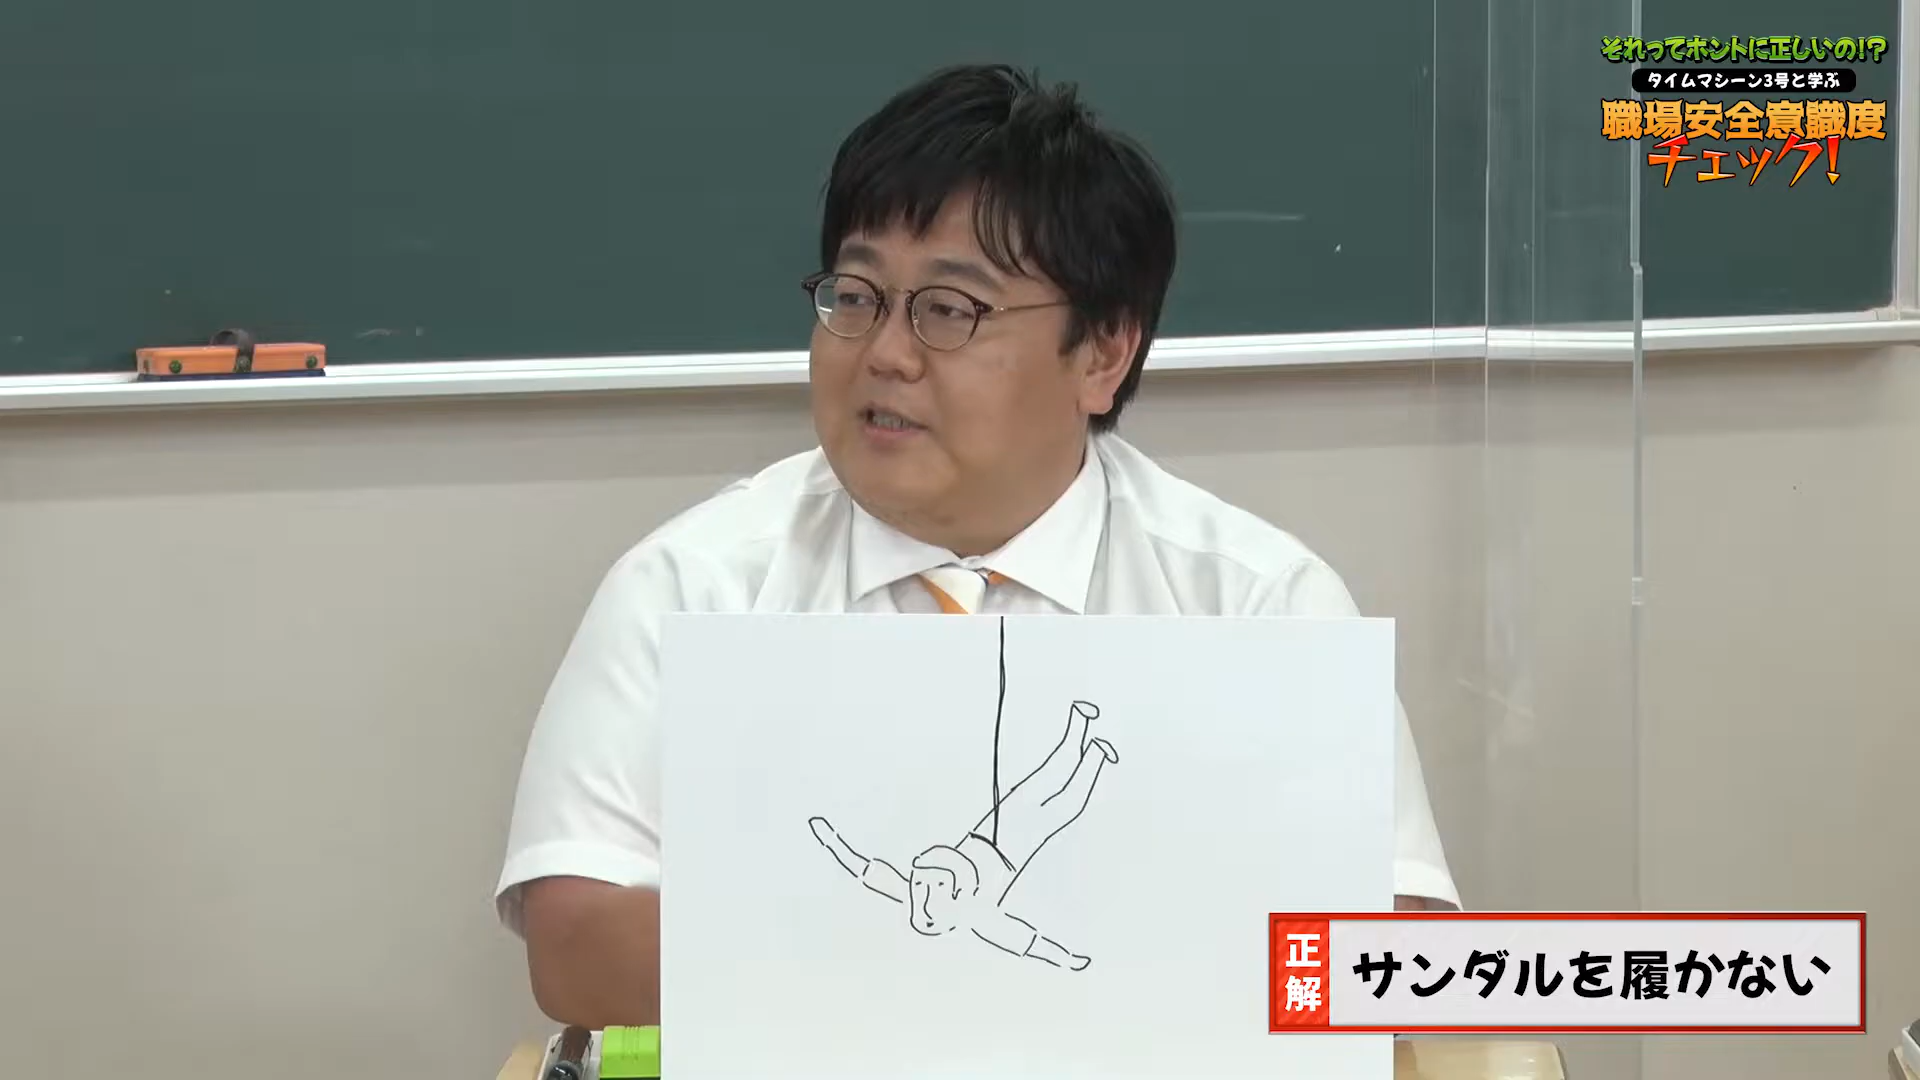 それってホントに正しいの!?
タイムマシーン3号と学ぶ
職場安全意識度
チェック!
正解
サンダルを履かない